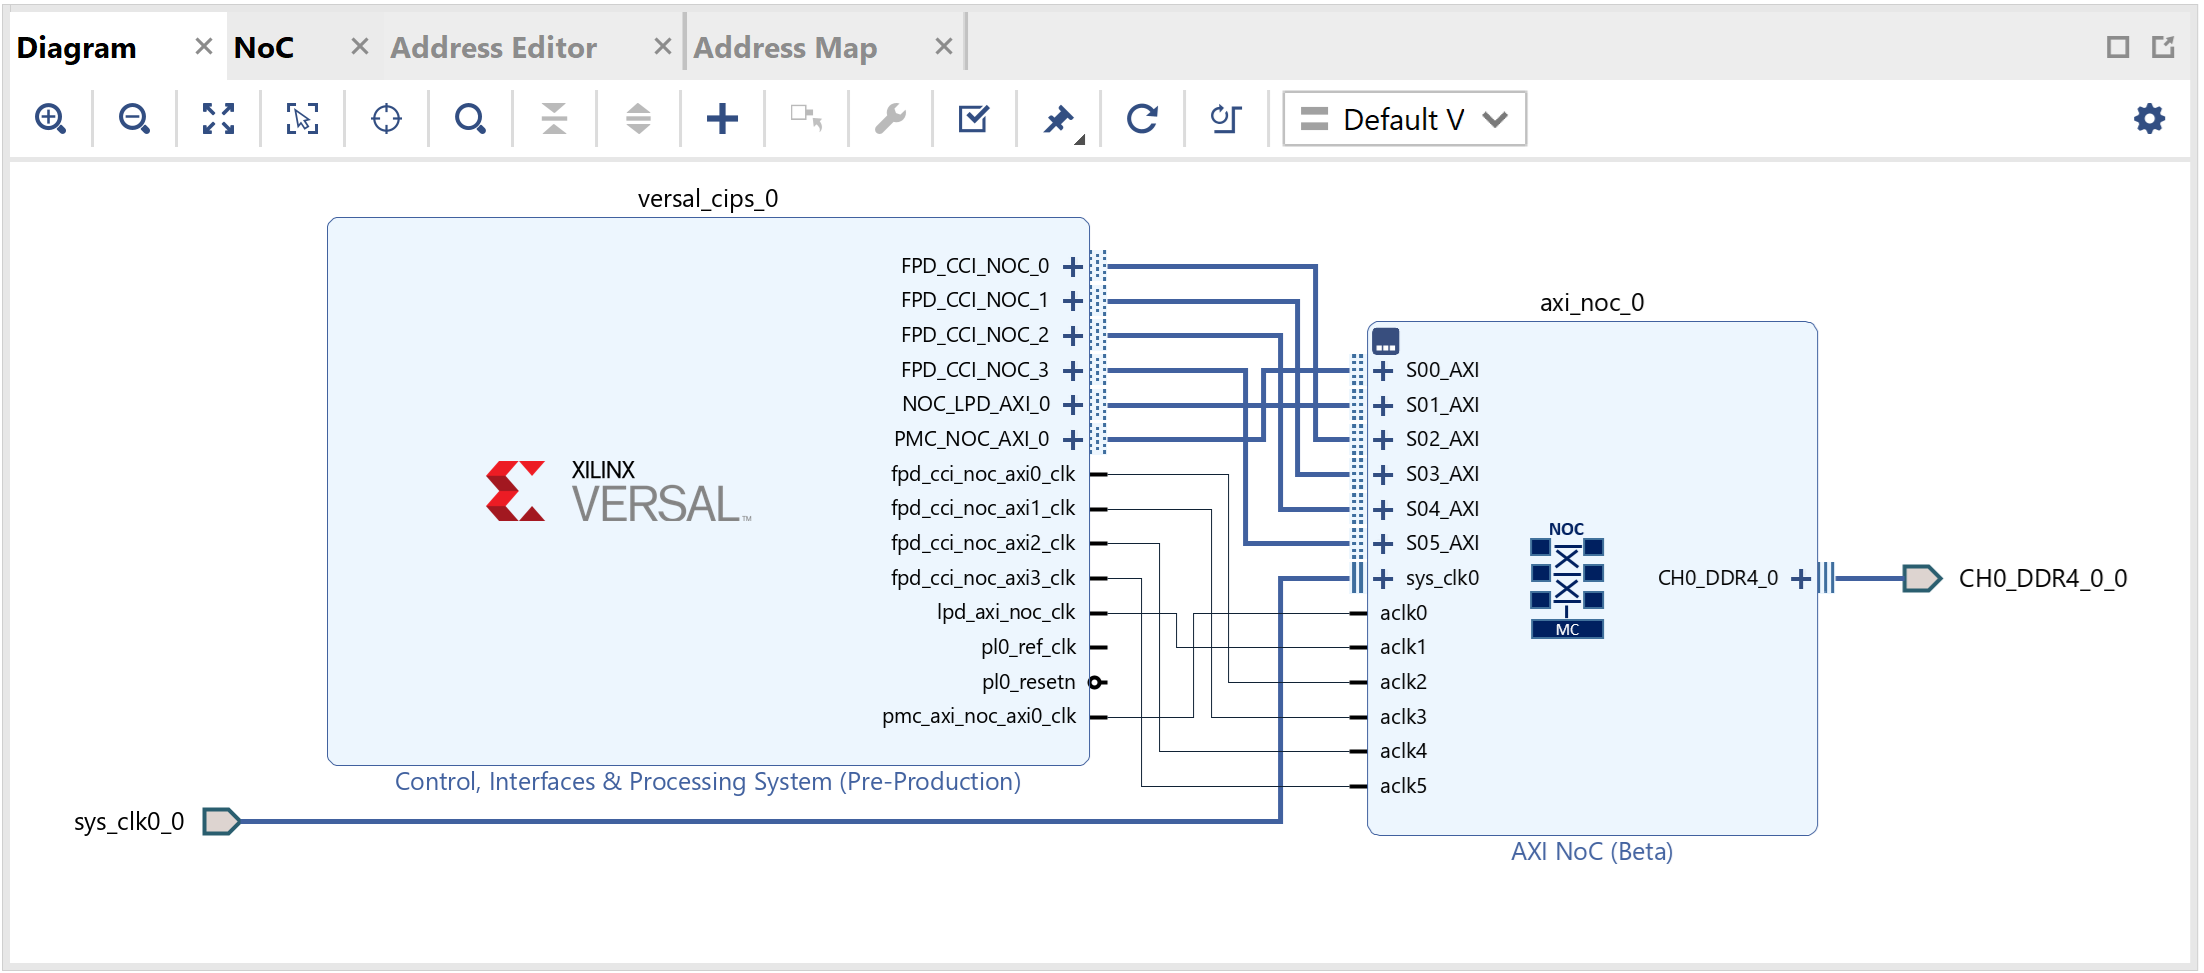 Diagram
NoC
Address Editor
Address Map
Default V
versal_cips_0
FPD_CCI_NOC_0
FPD_CCI_NOC_1
FPD_CCI_NOC_2
FPD_CCI_NOC_3
NOC_LPD_AXI_0
PMC_NOC_AXI_0
fpd_cci_noc_axi0_clk
fpd_cci_noc_axi1_clk
fpd_cci_noc_axi2_clk
fpd_cci_noc_axi3_clk
lpd_axi_noc_clk
pl0_ref_clk
pl0_resetn
pmc_axi_noc_axi0_clk
XILINX
VERSAL™
Control, Interfaces & Processing System (Pre-Production)
sys_clk0_0
axi_noc_0
S00_AXI
S01_AXI
S02_AXI
S03_AXI
S04_AXI
S05_AXI
sys_clk0
aclk0
aclk1
aclk2
aclk3
aclk4
aclk5
NOC
MC
CH0_DDR4_0
AXI NoC (Beta)
CH0_DDR4_0_0